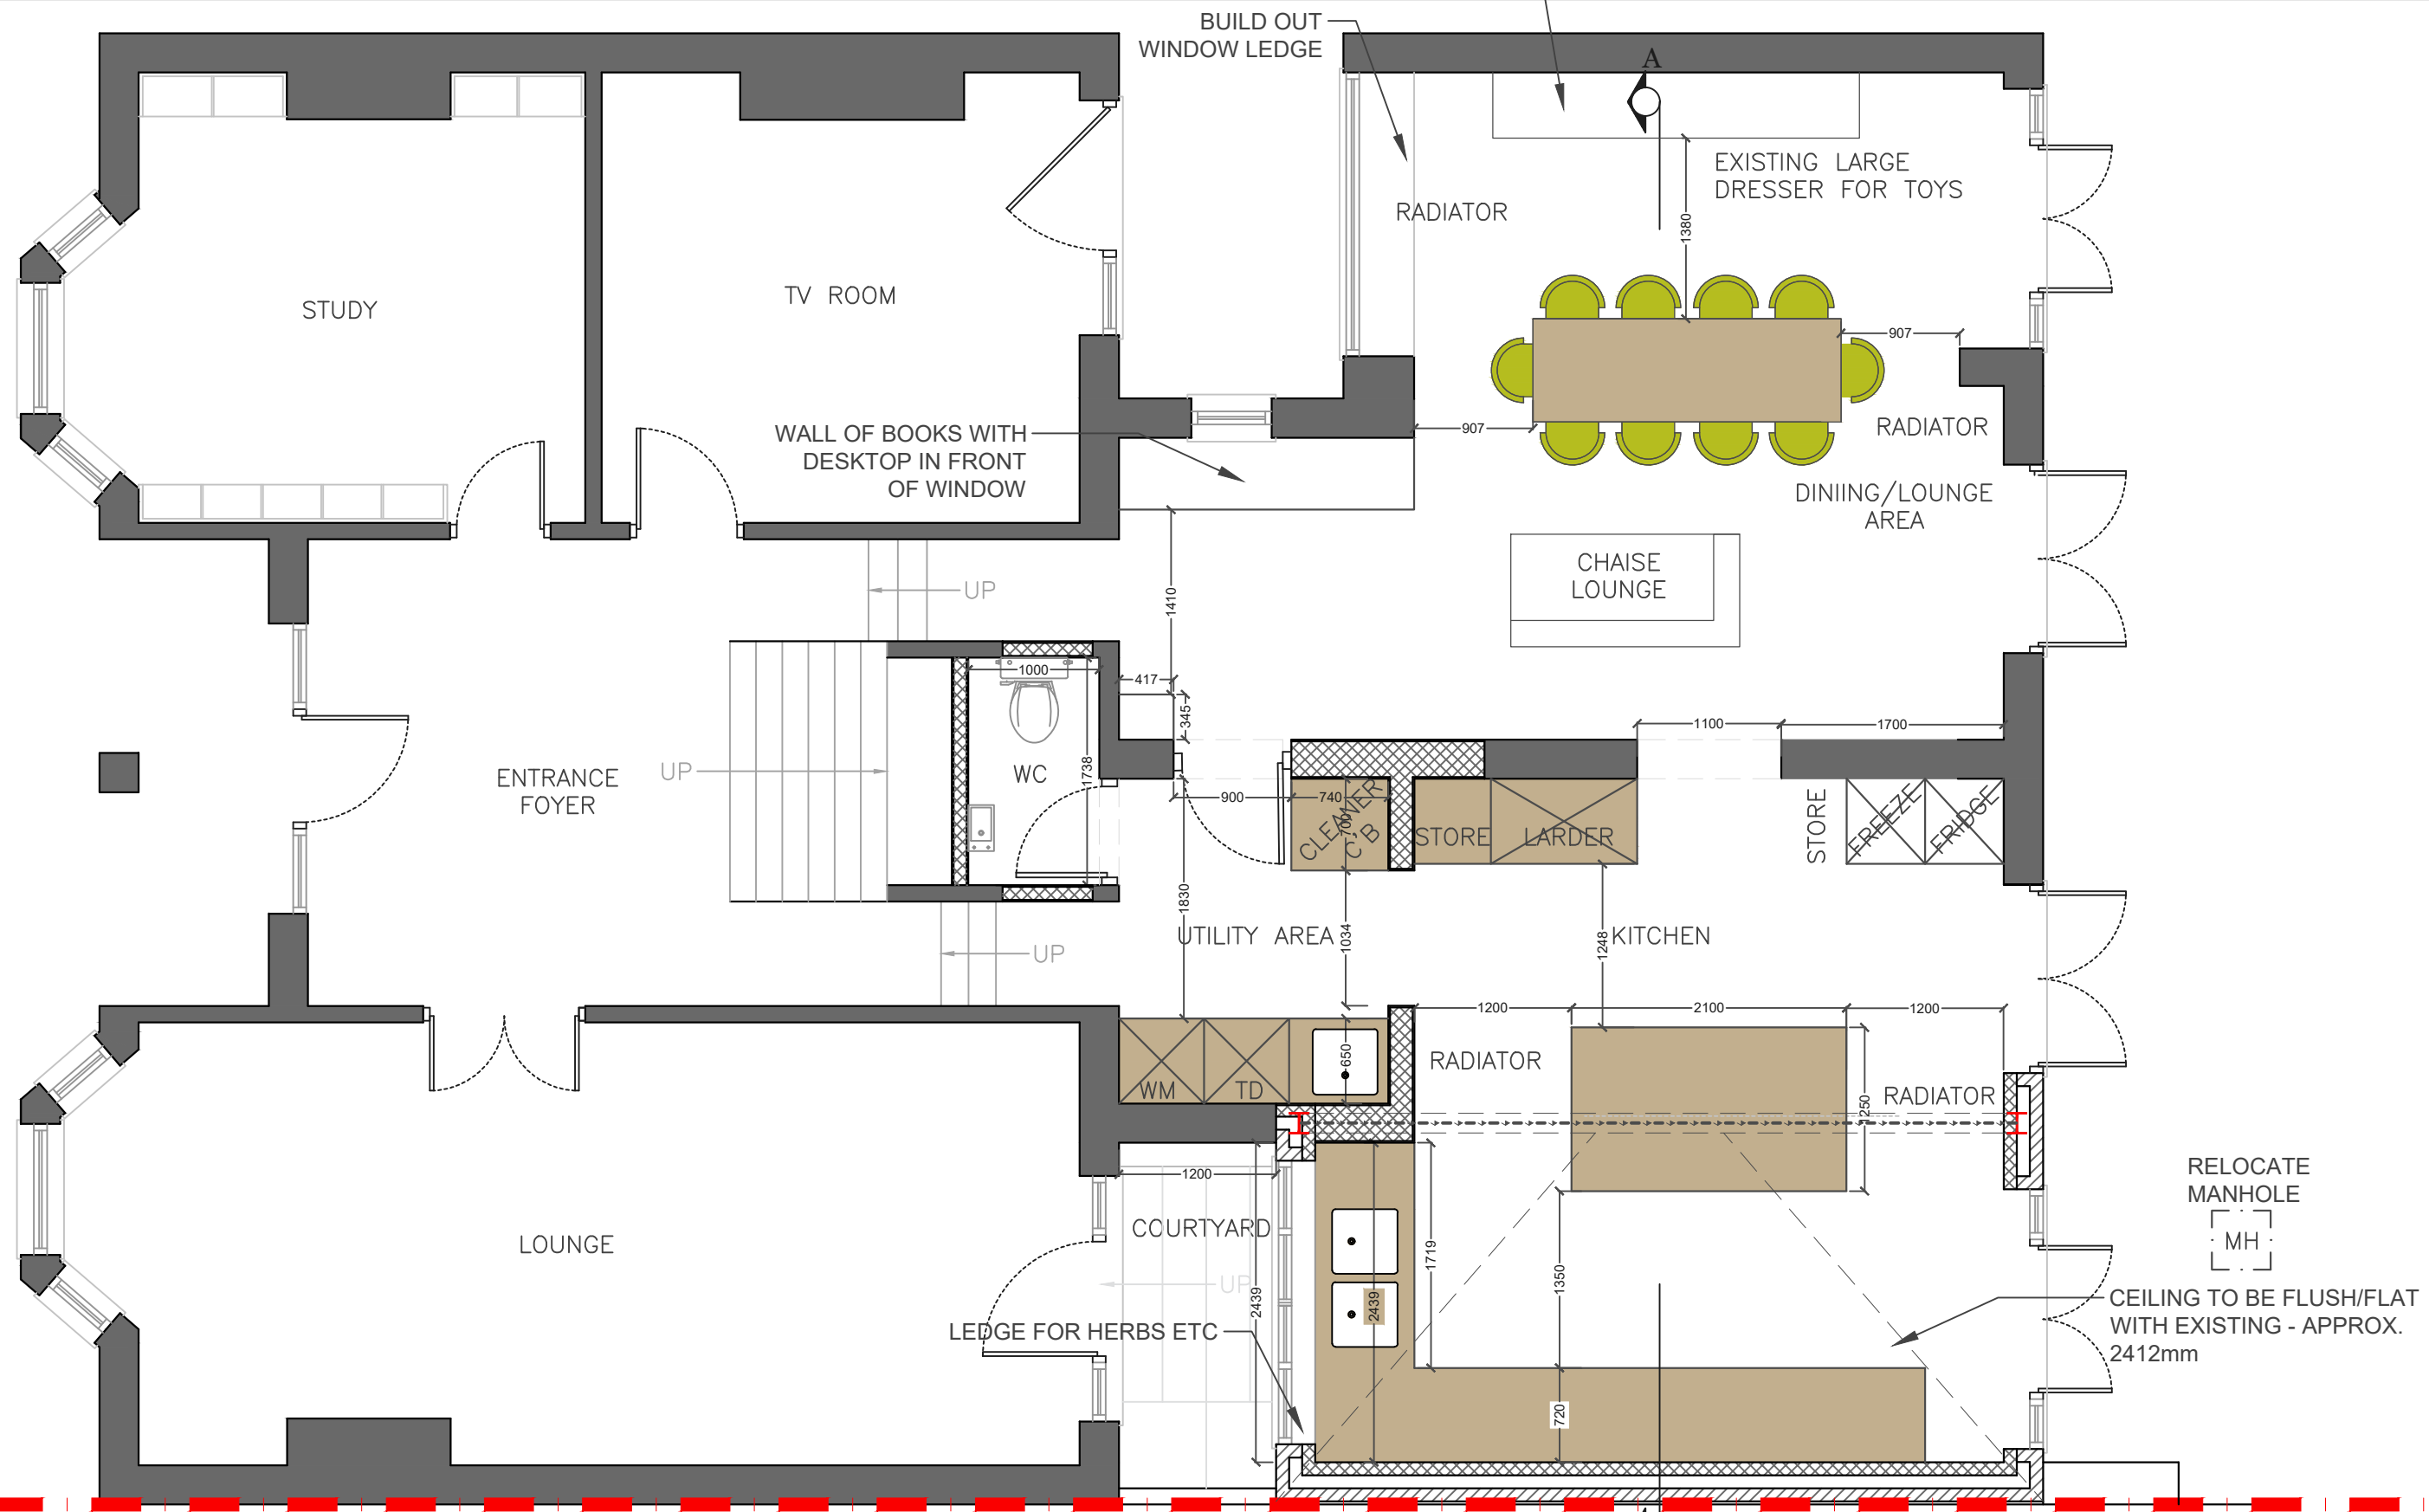 BUILD OUT
WINDOW LEDGE
A
EXISTING LARGE
DRESSER FOR TOYS
RADIATOR
1380
STUDY
TV ROOM
907
907
RADIATOR
WALL OF BOOKS WITH
DESKTOP IN FRONT
OF WINDOW
DINIING/LOUNGE
AREA
CHAISE
LOUNGE
UP
1410
1000
417
345
1100
1700
ENTRANCE
FOYER
UP
WC
1738
900
740
700
CLEANER
C'B
STORE
LARDER
STORE
FREEZE
FRIDGE
1830
UTILITY AREA
1034
1248
KITCHEN
UP
1200
2100
1200
650
WM
TD
RADIATOR
1250
RADIATOR
1200
COURTYARD
UP
LOUNGE
2439
2439
1719
1350
720
LEDGE FOR HERBS ETC
RELOCATE
MANHOLE
MH
CEILING TO BE FLUSH/FLAT
WITH EXISTING - APPROX.
2412mm